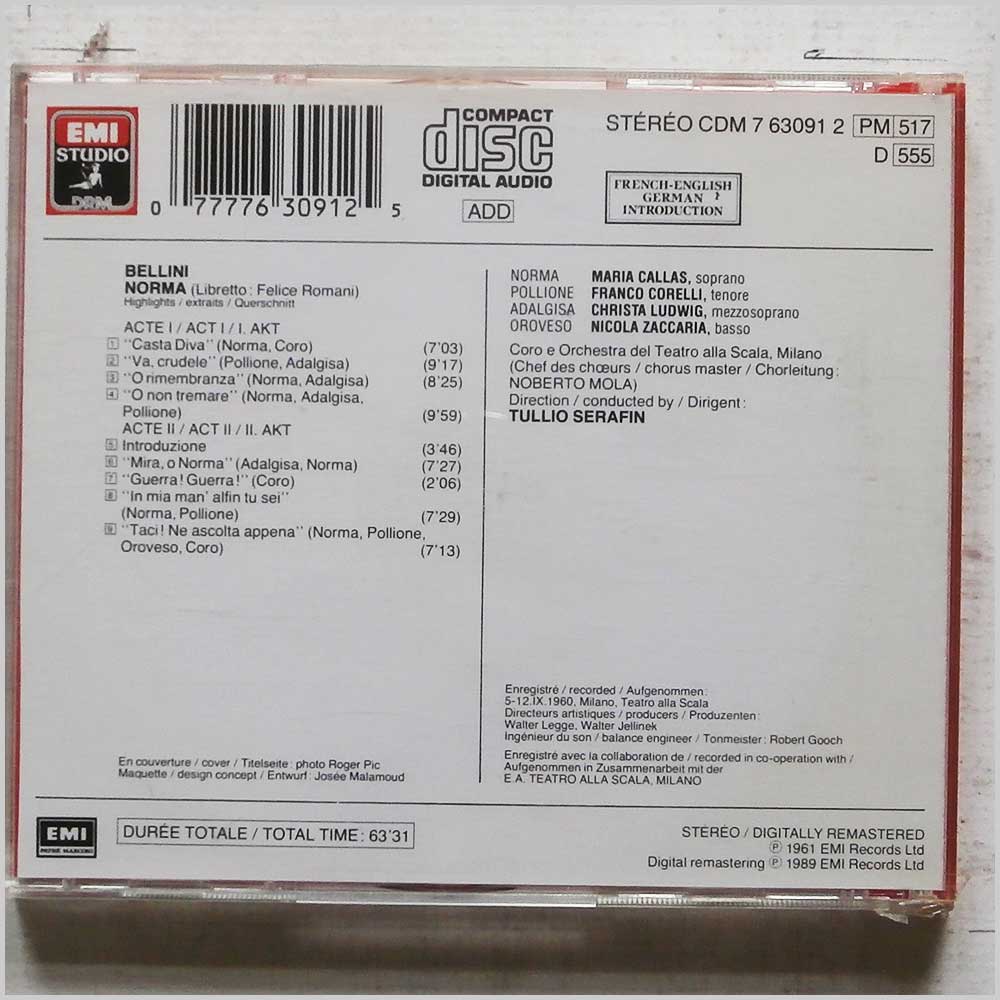 EMI
STUDIO
DRM
0 77776 30912 5
COMPACT
disc
DIGITAL AUDIO
ADD
STÉRÉO CDM 7 63091 2 PM 517
D 555
FRENCH-ENGLISH
GERMAN
INTRODUCTION
BELLINI
NORMA (Libretto: Felice Romani)
Highlights / extraits / Querschnitt
ACTE I / ACT I / I. AKT
1 "Casta Diva" (Norma, Coro) (7'03)
2 "Va, crudele" (Pollione, Adalgisa) (9'17)
3 "O rimembranza" (Norma, Adalgisa) (8'25)
4 "O non tremare" (Norma, Adalgisa,
Pollione) (9'59)
ACTE II / ACT II / II. AKT
5 Introduzione (3'46)
6 "Mira, o Norma" (Adalgisa, Norma) (7'27)
7 "Guerra! Guerra!" (Coro) (2'06)
8 "In mia man' alfin tu sei"
(Norma, Pollione) (7'29)
9 "Taci! Ne ascolta appena" (Norma, Pollione,
Oroveso, Coro) (7'13)
NORMA MARIA CALLAS, soprano
POLLIONE FRANCO CORELLI, tenore
ADALGISA CHRISTA LUDWIG, mezzosoprano
OROVESO NICOLA ZACCARIA, basso
Coro e Orchestra del Teatro alla Scala, Milano
(Chef des chœurs / chorus master / Chorleitung:
NOBERTO MOLA)
Direction / conducted by / Dirigent:
TULLIO SERAFIN
Enregistré / recorded / Aufgenommen:
5-12.IX.1960, Milano, Teatro alla Scala
Directeurs artistiques / producers / Produzenten:
Walter Legge, Walter Jellinek
Ingénieur du son / balance engineer / Tonmeister: Robert Gooch
Enregistré avec la collaboration de / recorded in co-operation with /
Aufgenommen in Zusammenarbeit mit der
E.A. TEATRO ALLA SCALA, MILANO
En couverture / cover / Titelseite: photo Roger Pic
Maquette / design concept / Entwurf: Josée Malamoud
EMI
PATHÉ MARCONI
DURÉE TOTALE / TOTAL TIME: 63'31
STÉRÉO / DIGITALLY REMASTERED
℗ 1961 EMI Records Ltd
Digital remastering ℗ 1989 EMI Records Ltd